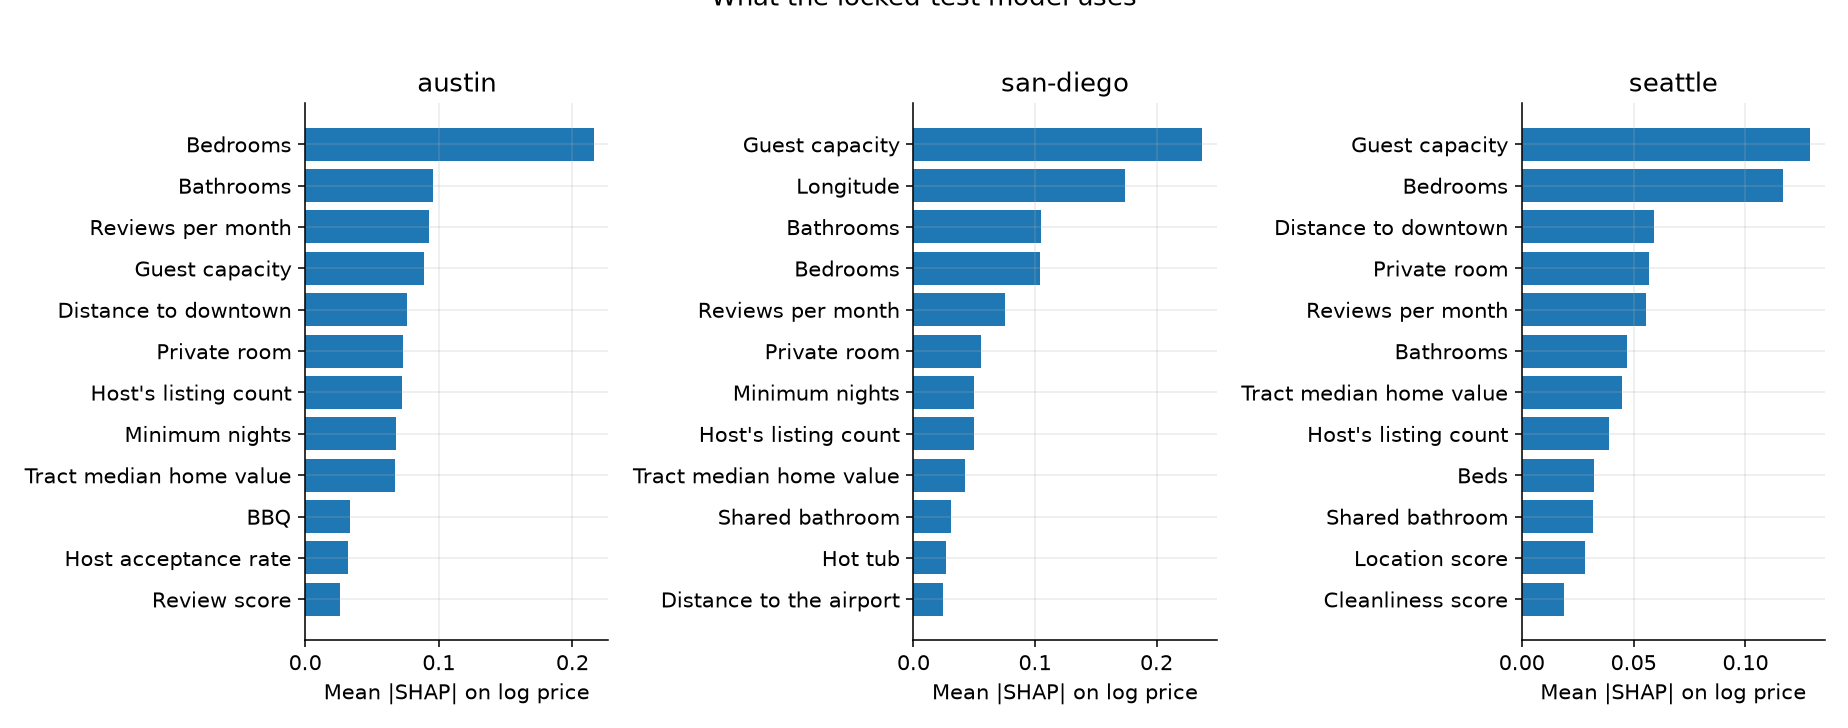 What the locked-test model uses
austin
Bedrooms
Bathrooms
Reviews per month
Guest capacity
Distance to downtown
Private room
Host's listing count
Minimum nights
Tract median home value
BBQ
Host acceptance rate
Review score
0.0 0.1 0.2
Mean |SHAP| on log price
san-diego
Guest capacity
Longitude
Bathrooms
Bedrooms
Reviews per month
Private room
Minimum nights
Host's listing count
Tract median home value
Shared bathroom
Hot tub
Distance to the airport
0.0 0.1 0.2
Mean |SHAP| on log price
seattle
Guest capacity
Bedrooms
Distance to downtown
Private room
Reviews per month
Bathrooms
Tract median home value
Host's listing count
Beds
Shared bathroom
Location score
Cleanliness score
0.00 0.05 0.10
Mean |SHAP| on log price